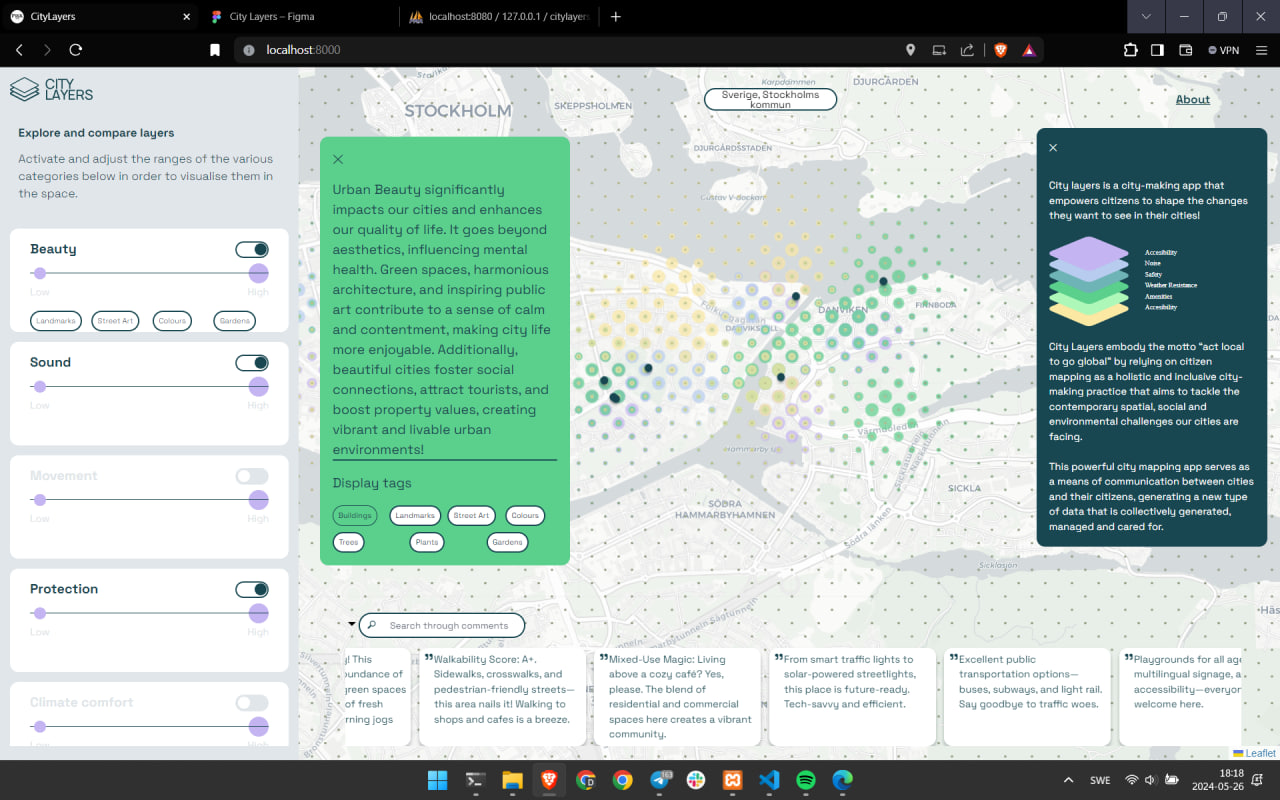 CityLayers
City Layers – Figma
localhost:8080 / 127.0.0.1 / citylayers
localhost:8000
VPN
CITY
LAYERS
Explore and compare layers
Activate and adjust the ranges of the various
categories below in order to visualise them in
the space.
Beauty
Low
High
Landmarks
Street Art
Colours
Gardens
Sound
Low
High
Movement
Low
High
Protection
Low
High
Climate comfort
Low
High
STOCKHOLM
SKEPPSHOLMEN
Karpdammen
DJURGÅRDEN
Sverige, Stockholms
kommun
About
DJURGÅRDSSTADEN
Gustav V-Bockarn
Folkungagatan
DANVIKEN
DANVIKSTULL
FINNBODA
Värmdöleden
Hammarby
Sicklatunneln
SICKLA
SÖDRA
HAMMARBYHAMNEN
Södra länken
Sicklasjön
Urban Beauty significantly
impacts our cities and enhances
our quality of life. It goes beyond
aesthetics, influencing mental
health. Green spaces, harmonious
architecture, and inspiring public
art contribute to a sense of calm
and contentment, making city life
more enjoyable. Additionally,
beautiful cities foster social
connections, attract tourists, and
boost property values, creating
vibrant and livable urban
environments!
Display tags
Buildings
Landmarks
Street Art
Colours
Trees
Plants
Gardens
City layers is a city-making app that
empowers citizens to shape the changes
they want to see in their cities!
Accesibility
Noise
Safety
Weather Resistance
Amenities
Accesibility
City Layers embody the motto “act local
to go global” by relying on citizen
mapping as a holistic and inclusive city-
making practice that aims to tackle the
contemporary spatial, social and
environmental challenges our cities are
facing.
This powerful city mapping app serves as
a means of communication between cities
and their citizens, generating a new type
of data that is collectively generated,
managed and cared for.
Search through comments
y! This
undance of
green spaces
of fresh
rning jogs
"Walkability Score: A+.
Sidewalks, crosswalks, and
pedestrian-friendly streets—
this area nails it! Walking to
shops and cafes is a breeze.
"Mixed-Use Magic: Living
above a cozy café? Yes,
please. The blend of
residential and commercial
spaces here creates a vibrant
community.
"From smart traffic lights to
solar-powered streetlights,
this place is future-ready.
Tech-savvy and efficient.
"Excellent public
transportation options—
buses, subways, and light rail.
Say goodbye to traffic woes.
"Playgrounds for all age
multilingual signage, a
accessibility—everyon
welcome here.
Leaflet
163
SWE
18:18
2024-05-26